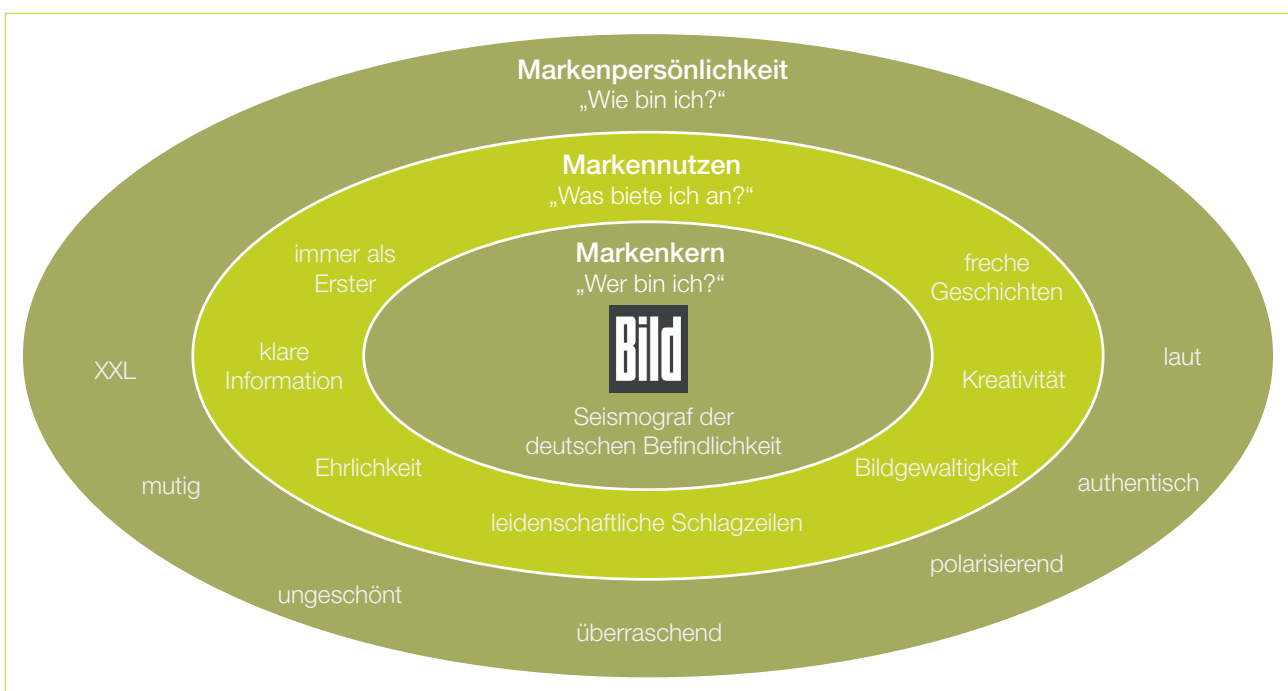 Markenpersönlichkeit
„Wie bin ich?“
Markennutzen
„Was biete ich an?“
Markenkern
„Wer bin ich?“
Bild
Seismograf der
deutschen Befindlichkeit
immer als
Erster
klare
Information
Ehrlichkeit
leidenschaftliche Schlagzeilen
Bildgewaltigkeit
Kreativität
freche
Geschichten
XXL
mutig
ungeschönt
überraschend
polarisierend
authentisch
laut